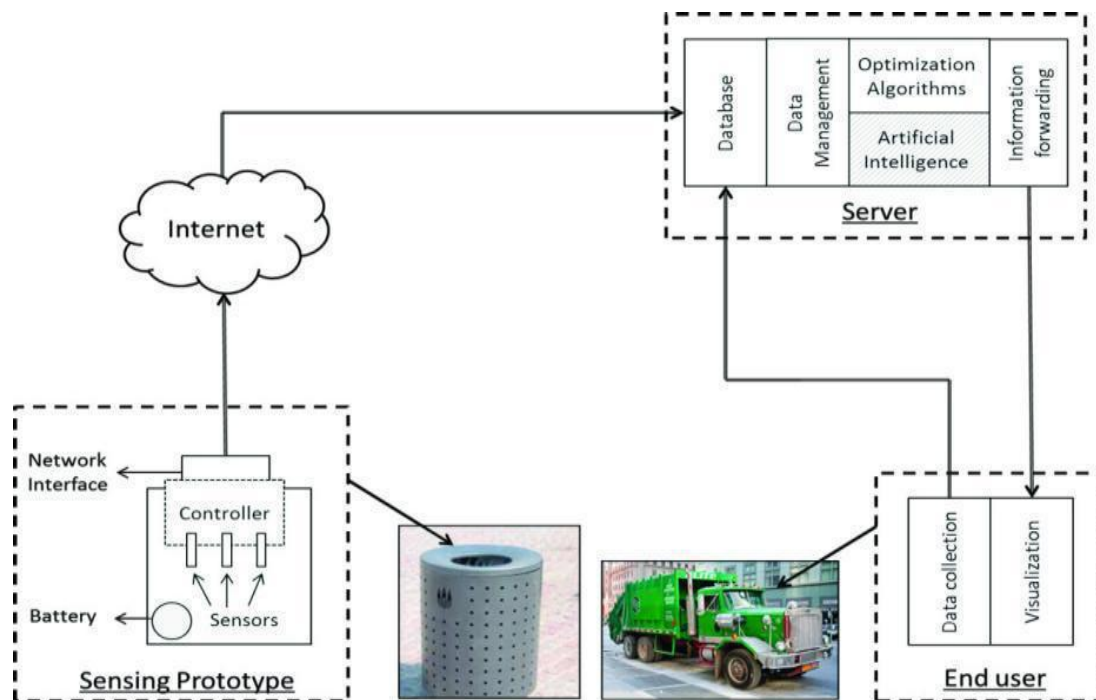 Database
Data
Management
Optimization
Algorithms
Artificial
Intelligence
Information
forwarding
Server
Internet
Network
Interface
Controller
Battery
Sensors
Sensing Prototype
Data collection
Visualization
End user